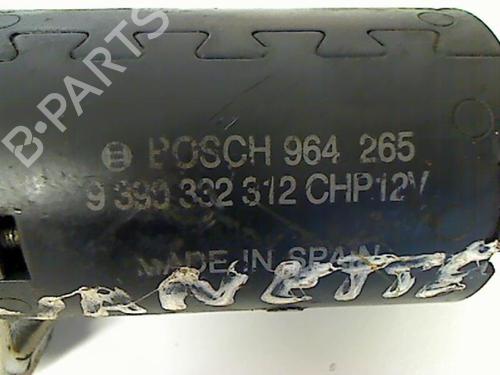 B-PARTS
BOSCH 964 265
9 390 332 312 CHP12V
MADE IN SPAIN